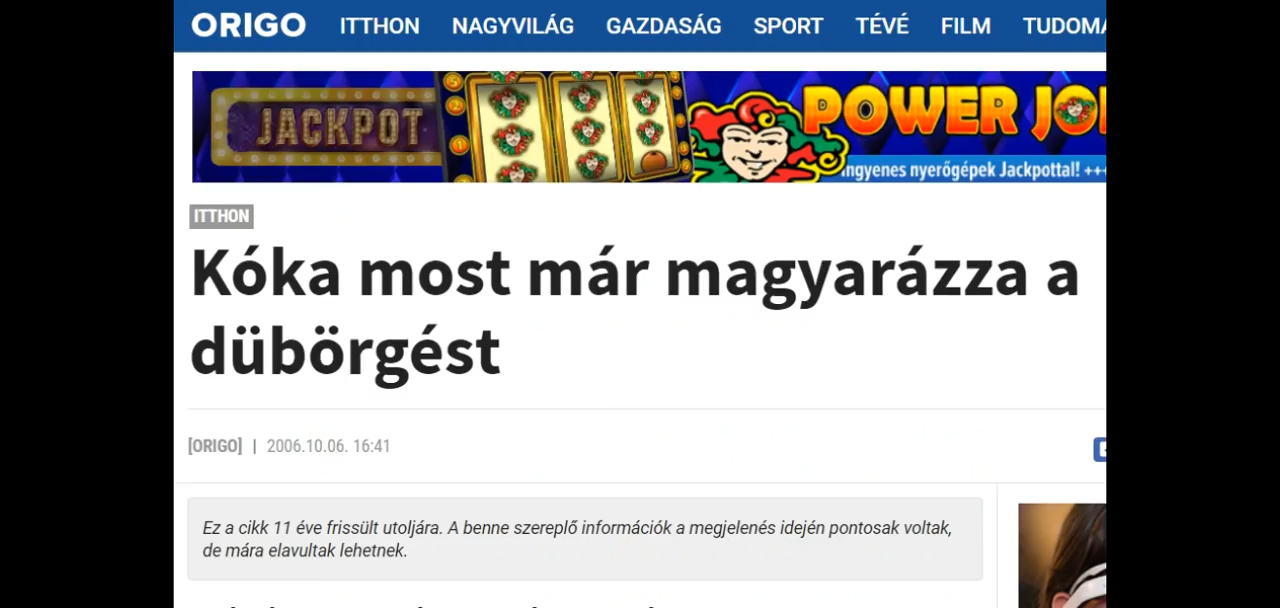 ORIGO ITTHON NAGYVILÁG GAZDASÁG SPORT TÉVÉ FILM
JACKPOT
POWER
Ingyenes nyerőgépek Jackpottal! +++
ITTHON
Kóka most már magyarázza a
dübörgést
[ORIGO] | 2006.10.06. 16:41
Ez a cikk 11 éve frissült utoljára. A benne szereplő információk a megjelenés idején pontosak voltak,
de mára elavultak lehetnek.